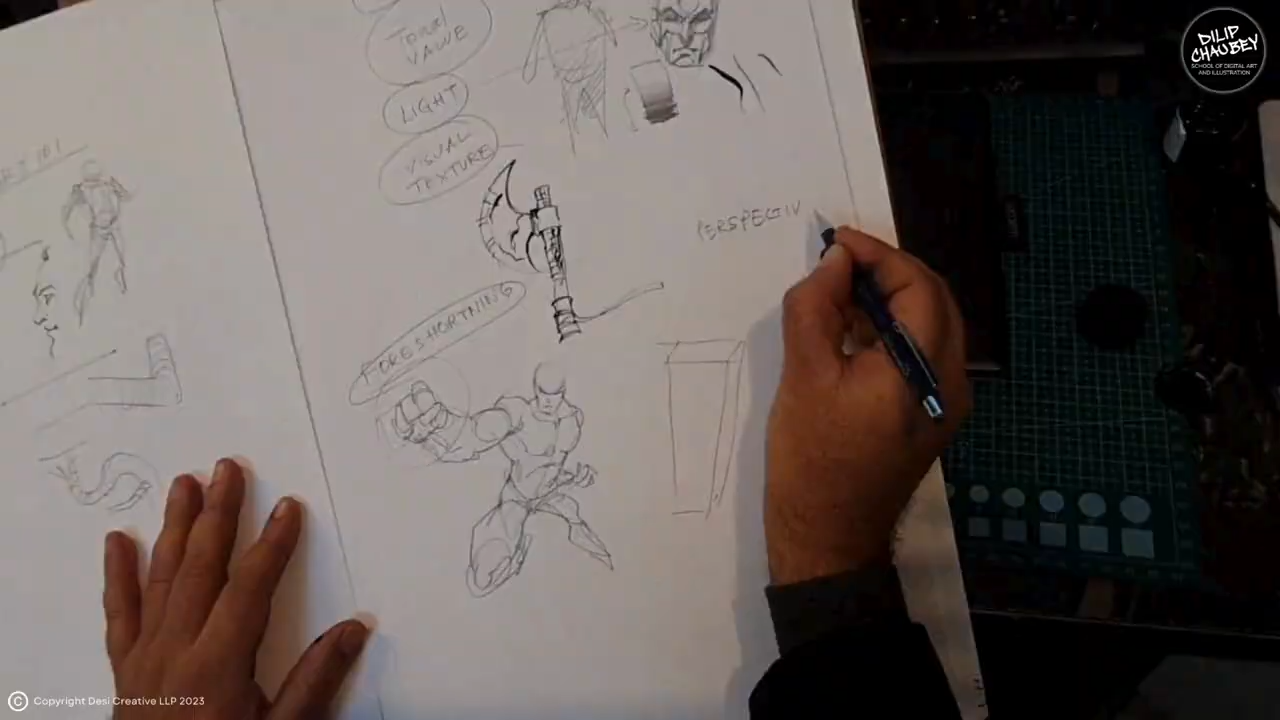 TONAL
VALUE
LIGHT
VISUAL
TEXTURE
PERSPECTIV
FORESHORTNING
DILIP
CHAUBEY
SCHOOL OF DIGITAL ART
AND ILLUSTRATION
© Copyright Desi Creative LLP 2023